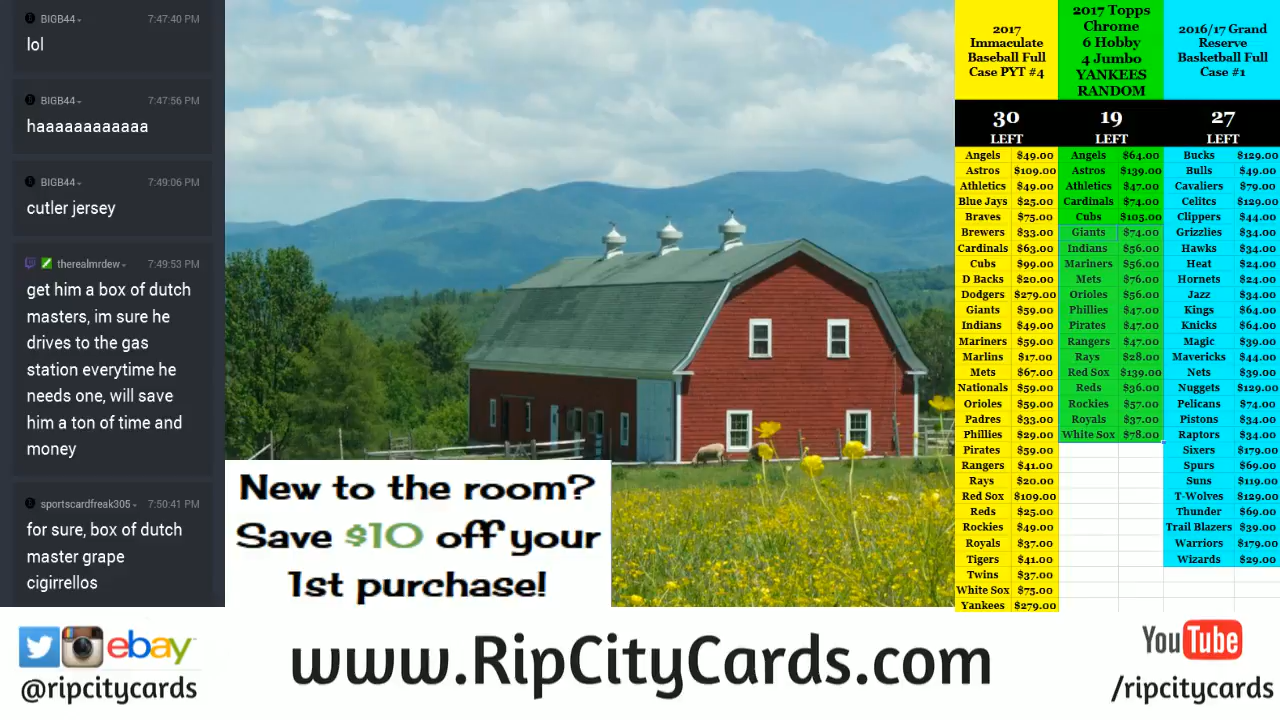 BIGB44
7:47:40 PM
lol
BIGB44
7:47:56 PM
haaaaaaaaaaaa
BIGB44
7:49:06 PM
cutler jersey
therealmrdew
7:49:53 PM
get him a box of dutch
masters, im sure he
drives to the gas
station everytime he
needs one, will save
him a ton of time and
money
sportscardfreak305
7:50:41 PM
for sure, box of dutch
master grape
cigirrellos
New to the room?
Save $10 off your
1st purchase!
2017
Immaculate
Baseball Full
Case PYT #4
30
LEFT
Angels $49.00
Astros $109.00
Athletics $49.00
Blue Jays $25.00
Braves $75.00
Brewers $33.00
Cardinals $63.00
Cubs $99.00
D Backs $20.00
Dodgers $279.00
Giants $59.00
Indians $49.00
Mariners $59.00
Marlins $17.00
Mets $67.00
Nationals $59.00
Orioles $59.00
Padres $33.00
Phillies $29.00
Pirates $59.00
Rangers $41.00
Rays $20.00
Red Sox $109.00
Reds $25.00
Rockies $49.00
Royals $37.00
Tigers $41.00
Twins $37.00
White Sox $75.00
Yankees $279.00
2017 Topps
Chrome
6 Hobby
4 Jumbo
YANKEES
RANDOM
19
LEFT
Angels $64.00
Astros $139.00
Athletics $47.00
Cardinals $74.00
Cubs $105.00
Giants $74.00
Indians $56.00
Mariners $56.00
Mets $76.00
Orioles $56.00
Phillies $47.00
Pirates $47.00
Rangers $47.00
Rays $28.00
Red Sox $139.00
Reds $36.00
Rockies $57.00
Royals $37.00
White Sox $78.00
2016/17 Grand
Reserve
Basketball Full
Case #1
27
LEFT
Bucks $129.00
Bulls $49.00
Cavaliers $79.00
Celitcs $129.00
Clippers $44.00
Grizzlies $34.00
Hawks $34.00
Heat $24.00
Hornets $24.00
Jazz $34.00
Kings $64.00
Knicks $64.00
Magic $39.00
Mavericks $44.00
Nets $39.00
Nuggets $129.00
Pelicans $74.00
Pistons $34.00
Raptors $34.00
Sixers $179.00
Spurs $69.00
Suns $119.00
T-Wolves $129.00
Thunder $69.00
Trail Blazers $39.00
Warriors $179.00
Wizards $29.00
ebay
@ripcitycards
www.RipCityCards.com
YouTube
/ripcitycards